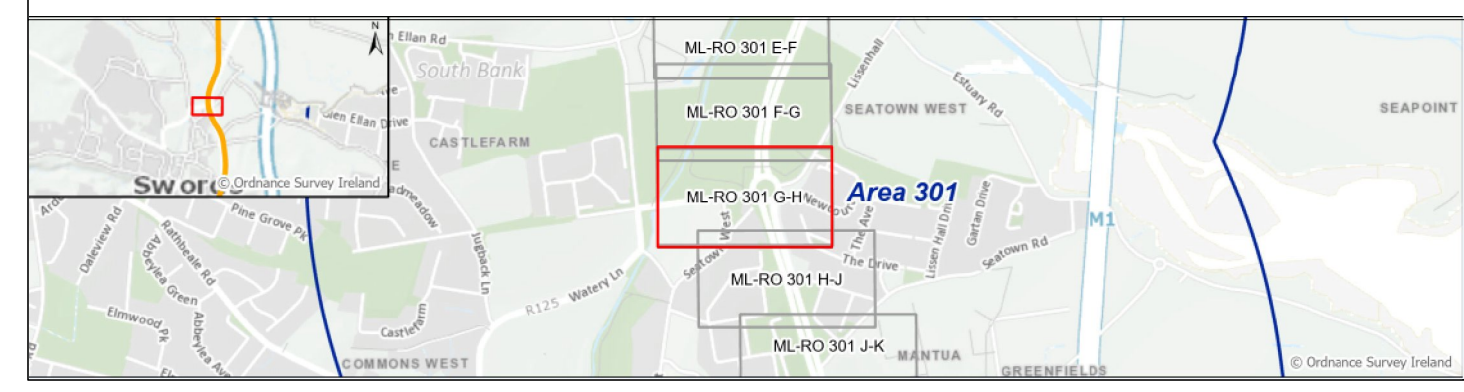 N
Ellan Rd
South Bank
Glen Ellan Drive
CASTLEFARM
© Ordnance Survey Ireland
ML-RO 301 E-F
ML-RO 301 F-G
ML-RO 301 G-H
ML-RO 301 H-J
ML-RO 301 J-K
Lissenhall
Estuary Rd
SEATOWN WEST
SEAPOINT
Area 301
M1
The Ave
The Drive
Lissen Hall Dri
Gartan Drive
Seatown Rd
Seatown West
Daleview Rd
Rathbeale Rd
Pine Grove Pk
Abbeylea Green
Abbeylea Ave
Elmwood Pk
Jugback Ln
Castlefarm
R125
Watery Ln
COMMONS WEST
MANTUA
GREENFIELDS
© Ordnance Survey Ireland